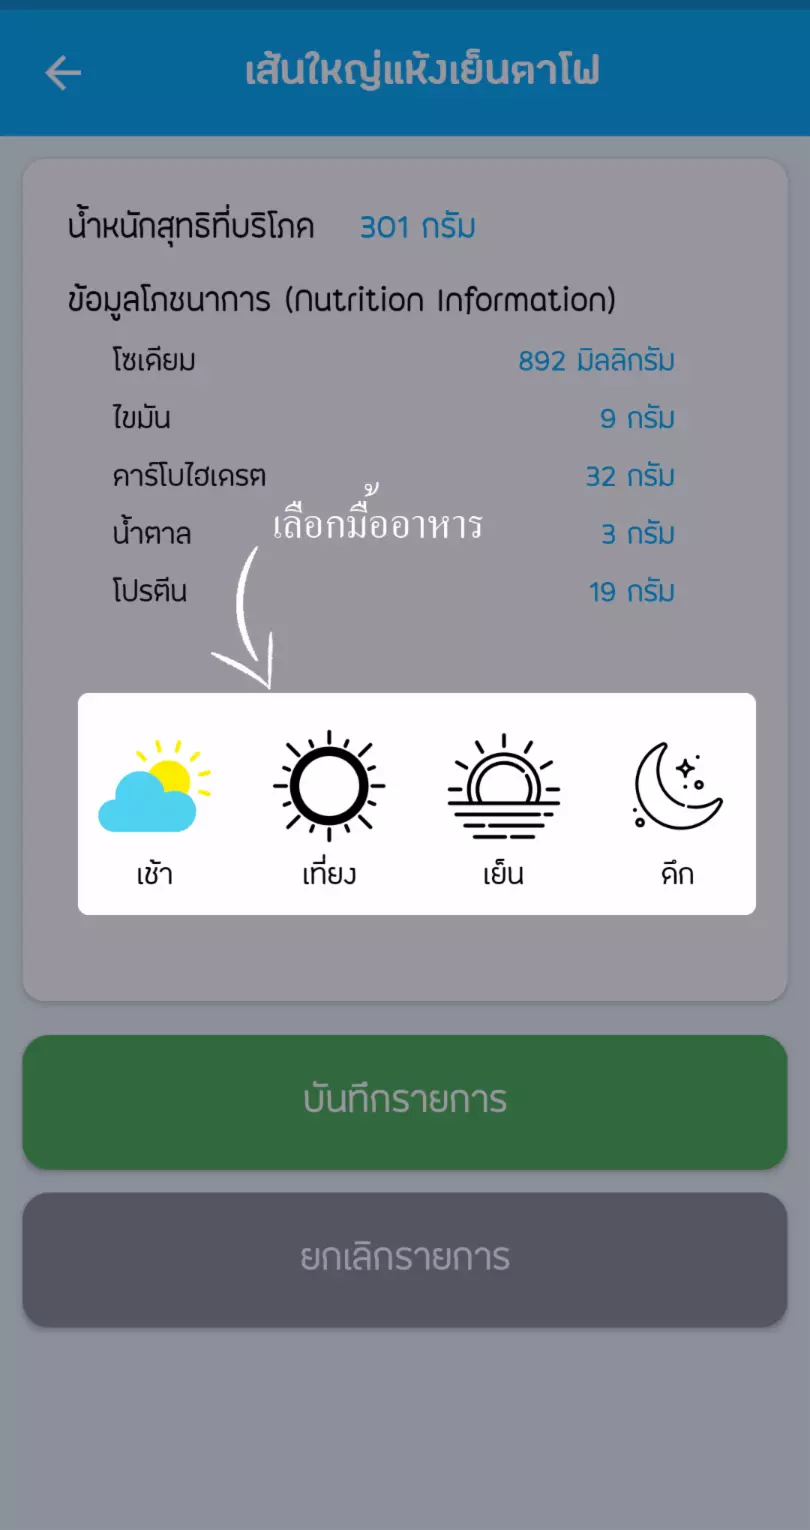 เส้นใหญ่แห้งเย็นตาโฟ
น้ำหนักสุทธิที่บริโภค 301 กรัม
ข้อมูลโภชนาการ (Nutrition Information)
โซเดียม 892 มิลลิกรัม
ไขมัน 9 กรัม
คาร์โบไฮเดรต 32 กรัม
เลือกมื้ออาหาร
น้ำตาล 3 กรัม
โปรตีน 19 กรัม
เช้า เที่ยง เย็น ดึก
บันทึกรายการ
ยกเลิกรายการ